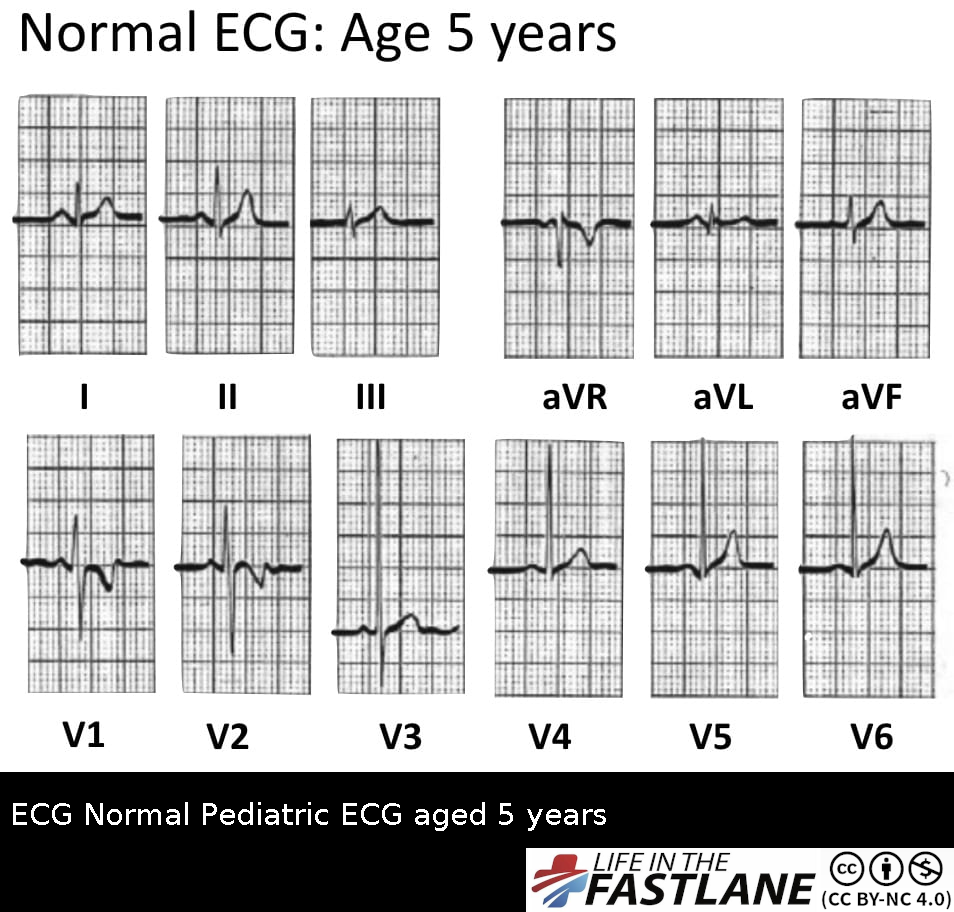 Normal ECG: Age 5 years
I II III aVR aVL aVF
V1 V2 V3 V4 V5 V6
ECG Normal Pediatric ECG aged 5 years
LIFE IN THE
FASTLANE
cc $
(CC BY-NC 4.0)